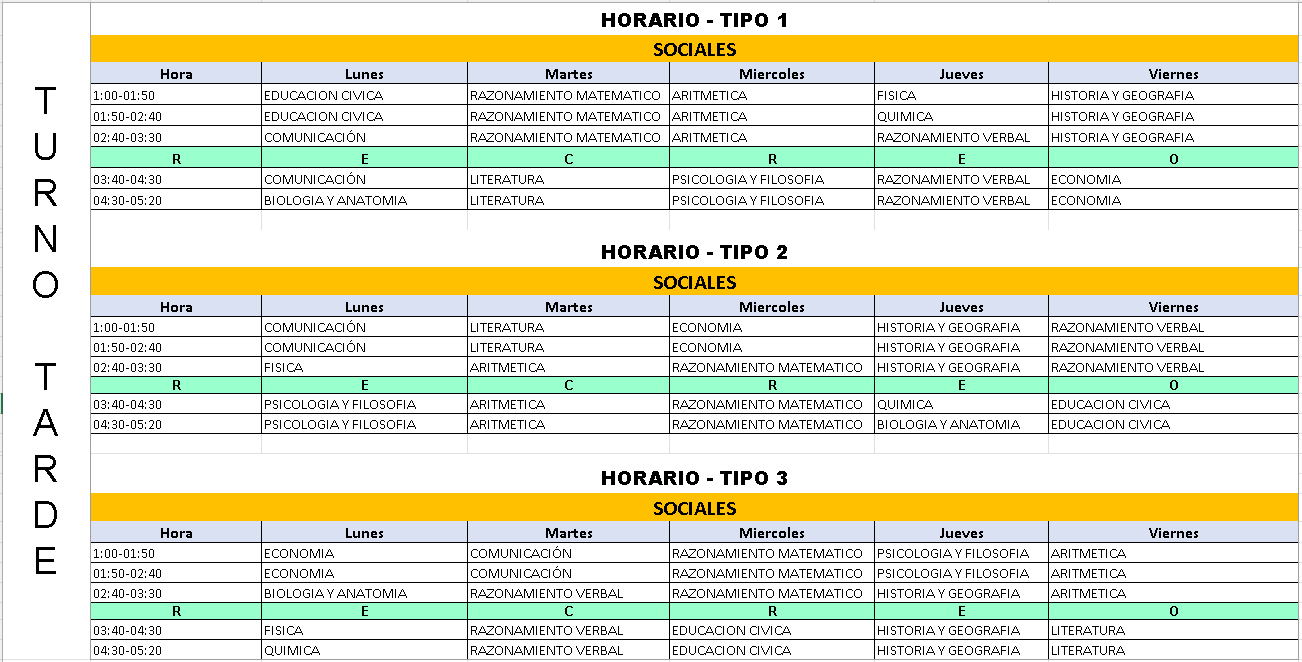 TURNO TARDE
HORARIO - TIPO 1
SOCIALES
Hora Lunes Martes Miercoles Jueves Viernes
1:00-01:50 EDUCACION CIVICA RAZONAMIENTO MATEMATICO ARITMETICA FISICA HISTORIA Y GEOGRAFIA
01:50-02:40 EDUCACION CIVICA RAZONAMIENTO MATEMATICO ARITMETICA QUIMICA HISTORIA Y GEOGRAFIA
02:40-03:30 COMUNICACIÓN RAZONAMIENTO MATEMATICO ARITMETICA RAZONAMIENTO VERBAL HISTORIA Y GEOGRAFIA
R E C R E O
03:40-04:30 COMUNICACIÓN LITERATURA PSICOLOGIA Y FILOSOFIA RAZONAMIENTO VERBAL ECONOMIA
04:30-05:20 BIOLOGIA Y ANATOMIA LITERATURA PSICOLOGIA Y FILOSOFIA RAZONAMIENTO VERBAL ECONOMIA
HORARIO - TIPO 2
SOCIALES
Hora Lunes Martes Miercoles Jueves Viernes
1:00-01:50 COMUNICACIÓN LITERATURA ECONOMIA HISTORIA Y GEOGRAFIA RAZONAMIENTO VERBAL
01:50-02:40 COMUNICACIÓN LITERATURA ECONOMIA HISTORIA Y GEOGRAFIA RAZONAMIENTO VERBAL
02:40-03:30 FISICA ARITMETICA RAZONAMIENTO MATEMATICO HISTORIA Y GEOGRAFIA RAZONAMIENTO VERBAL
R E C R E O
03:40-04:30 PSICOLOGIA Y FILOSOFIA ARITMETICA RAZONAMIENTO MATEMATICO QUIMICA EDUCACION CIVICA
04:30-05:20 PSICOLOGIA Y FILOSOFIA ARITMETICA RAZONAMIENTO MATEMATICO BIOLOGIA Y ANATOMIA EDUCACION CIVICA
HORARIO - TIPO 3
SOCIALES
Hora Lunes Martes Miercoles Jueves Viernes
1:00-01:50 ECONOMIA COMUNICACIÓN RAZONAMIENTO MATEMATICO PSICOLOGIA Y FILOSOFIA ARITMETICA
01:50-02:40 ECONOMIA COMUNICACIÓN RAZONAMIENTO MATEMATICO PSICOLOGIA Y FILOSOFIA ARITMETICA
02:40-03:30 BIOLOGIA Y ANATOMIA RAZONAMIENTO VERBAL RAZONAMIENTO MATEMATICO HISTORIA Y GEOGRAFIA ARITMETICA
R E C R E O
03:40-04:30 FISICA RAZONAMIENTO VERBAL EDUCACION CIVICA HISTORIA Y GEOGRAFIA LITERATURA
04:30-05:20 QUIMICA RAZONAMIENTO VERBAL EDUCACION CIVICA HISTORIA Y GEOGRAFIA LITERATURA